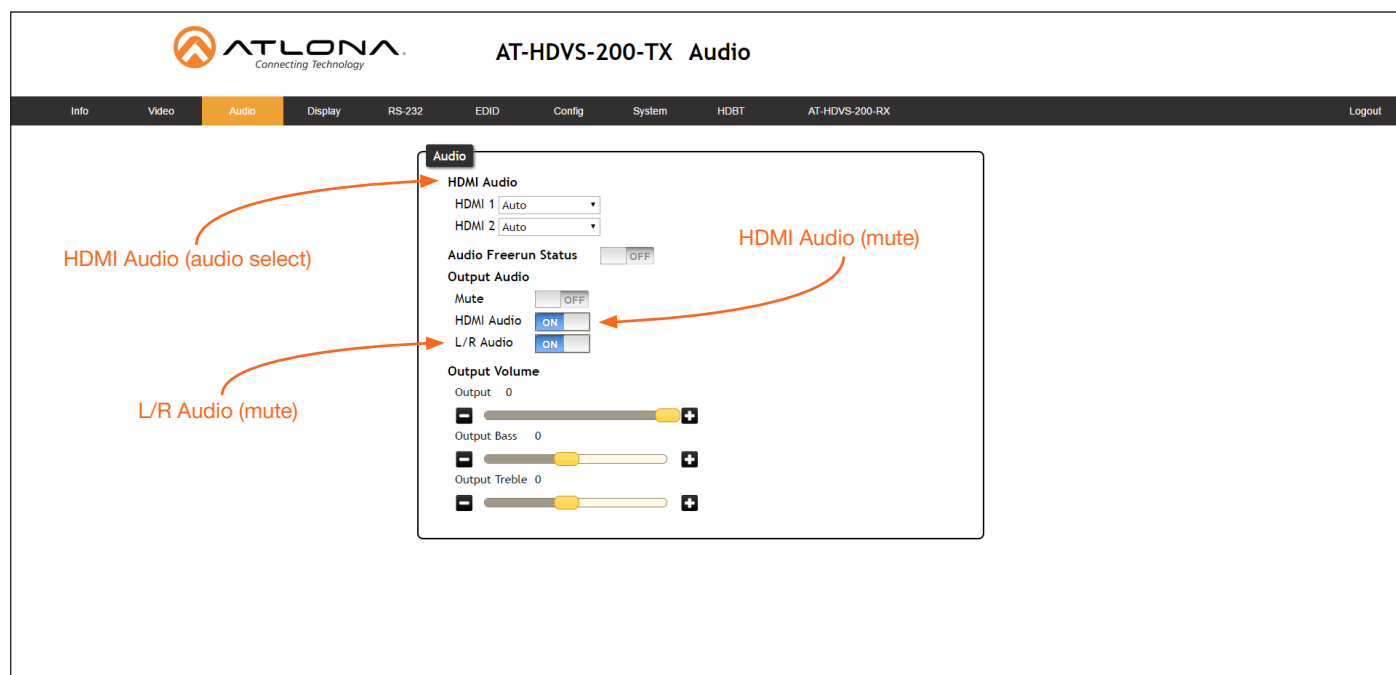 ATLONA.
Connecting Technology
AT-HDVS-200-TX Audio
Info Video Audio Display RS-232 EDID Config System HDBT AT-HDVS-200-RX Logout
Audio
HDMI Audio
HDMI 1 Auto
HDMI 2 Auto
HDMI Audio (mute)
HDMI Audio (audio select)
Audio Freerun Status OFF
Output Audio
Mute OFF
HDMI Audio ON
L/R Audio ON
Output Volume
Output 0
L/R Audio (mute)
Output Bass 0
Output Treble 0